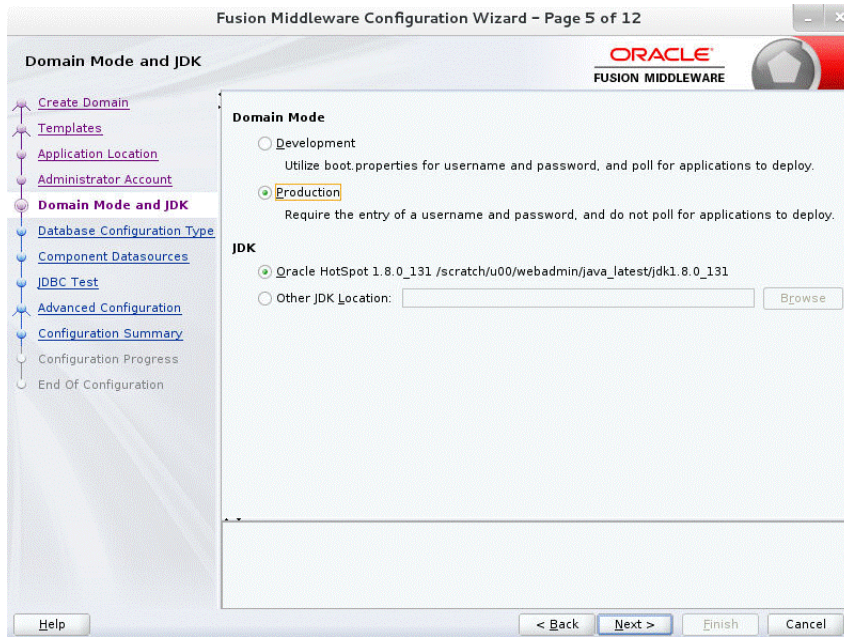 Fusion Middleware Configuration Wizard – Page 5 of 12
Domain Mode and JDK
ORACLE
FUSION MIDDLEWARE
Create Domain
Templates
Application Location
Administrator Account
Domain Mode and JDK
Database Configuration Type
Component Datasources
JDBC Test
Advanced Configuration
Configuration Summary
Configuration Progress
End Of Configuration
Domain Mode
Development
Utilize boot.properties for username and password, and poll for applications to deploy.
Production
Require the entry of a username and password, and do not poll for applications to deploy.
JDK
Oracle HotSpot 1.8.0_131 /scratch/u00/webadmin/java_latest/jdk1.8.0_131
Other JDK Location:
Browse
Help
< Back
Next >
Finish
Cancel